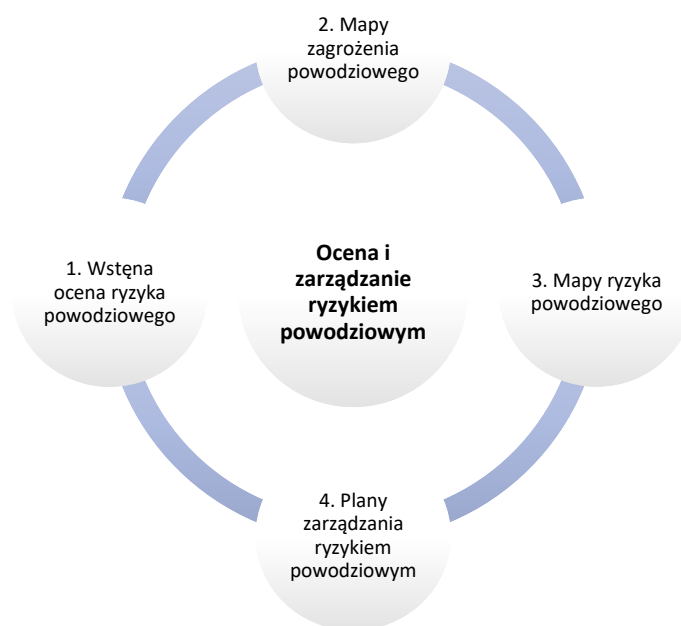 2. Mapy
zagrożenia
powodziowego
1. Wstęna
ocena ryzyka
powodziowego
Ocena i
zarządzanie
ryzykiem
powodziowym
3. Mapy ryzyka
powodziowego
4. Plany
zarządzania
ryzykiem
powodziowym